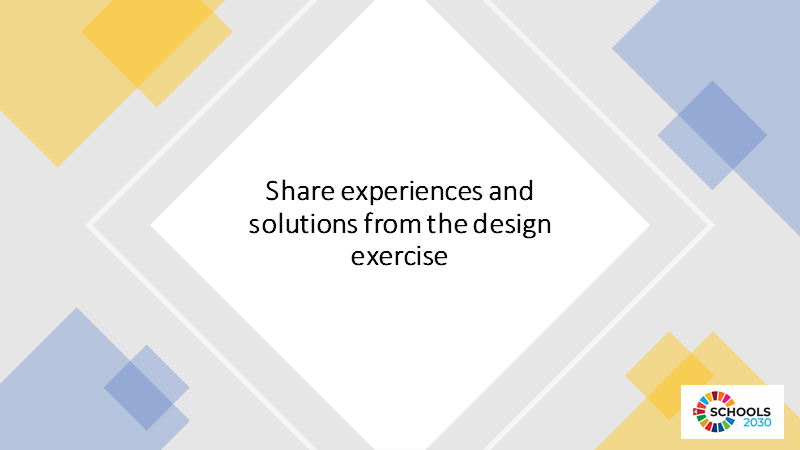 Share experiences and
solutions from the design
exercise
SCHOOLS
2030